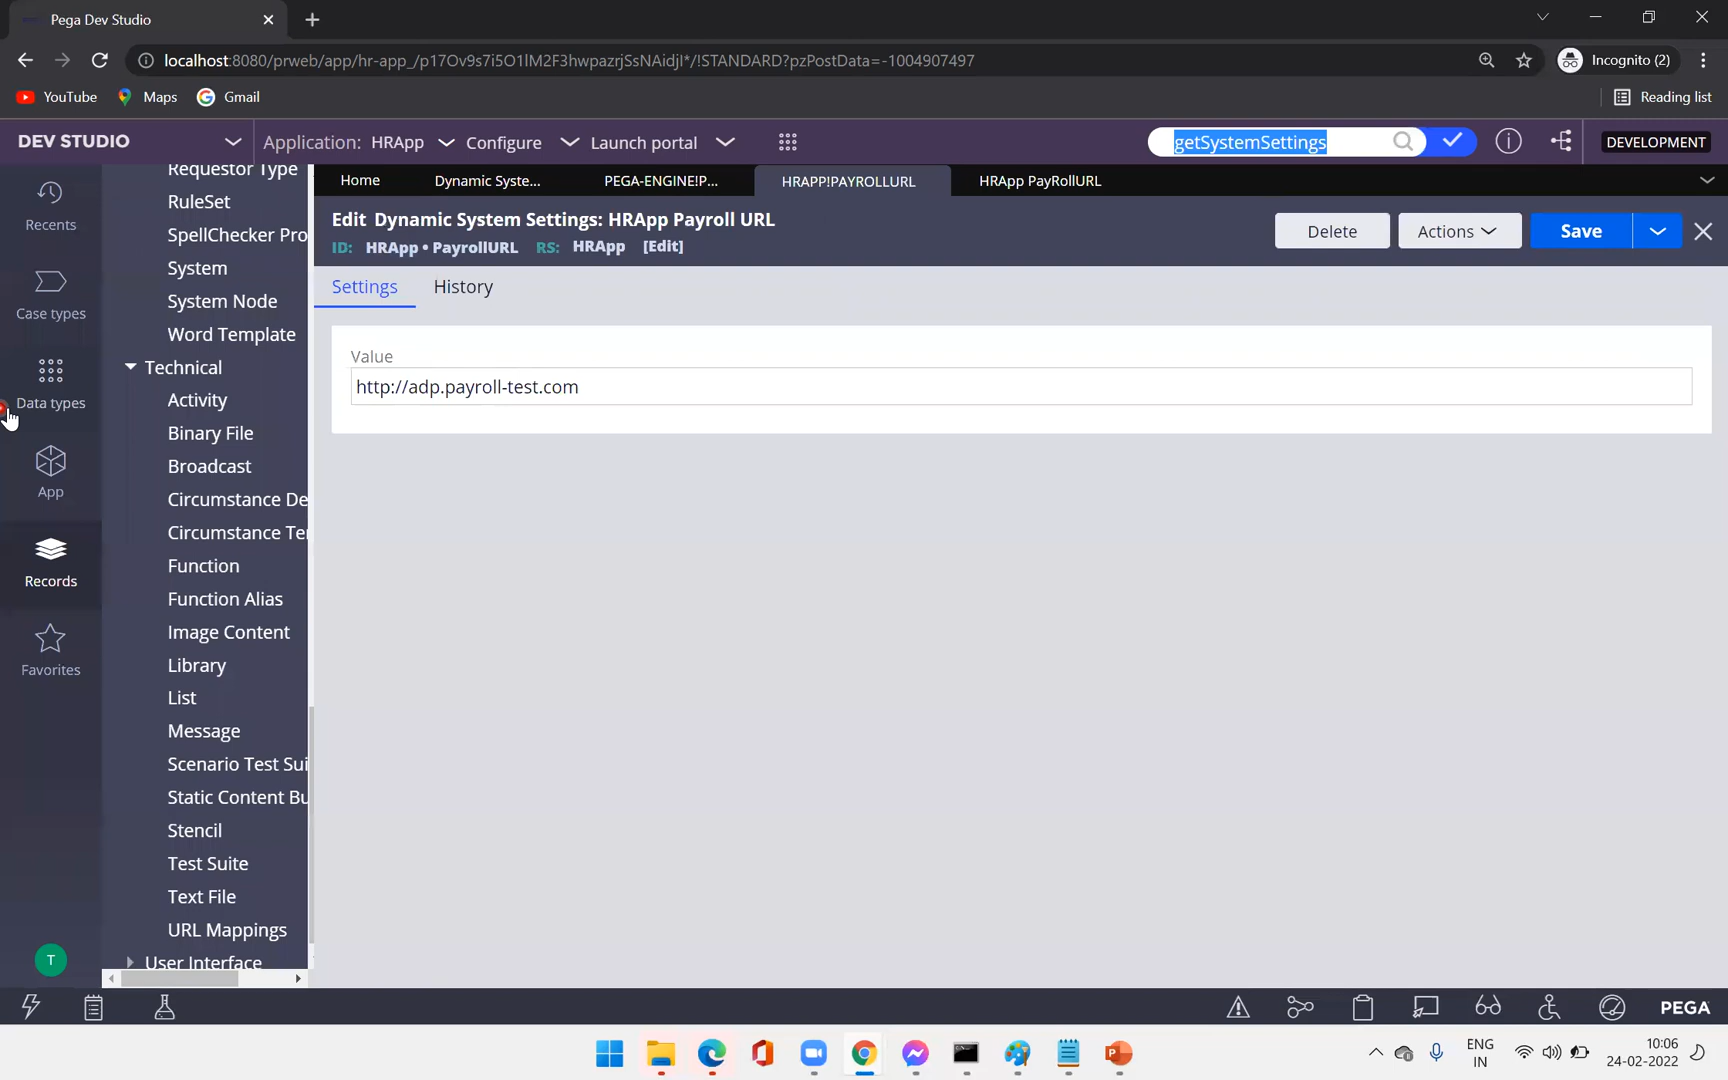 Pega Dev Studio
localhost:8080/prweb/app/hr-app_/p17Ov9s7i5O1IM2F3hwpazrjSsNAidjI*/!STANDARD?pzPostData=-1004907497
Incognito (2)
YouTube
Maps
Gmail
Reading list
DEV STUDIO
Application: HRApp
Configure
Launch portal
getSystemSettings
DEVELOPMENT
Recents
Case types
Data types
App
Records
Favorites
T
Requestor Type
RuleSet
SpellChecker Pro
System
System Node
Word Template
Technical
Activity
Binary File
Broadcast
Circumstance De
Circumstance Te
Function
Function Alias
Image Content
Library
List
Message
Scenario Test Sui
Static Content Bu
Stencil
Test Suite
Text File
URL Mappings
User Interface
Home
Dynamic Syste...
PEGA-ENGINE!P...
HRAPP!PAYROLLURL
HRApp PayRollURL
Edit Dynamic System Settings: HRApp Payroll URL
ID: HRApp • PayrollURL RS: HRApp [Edit]
Delete
Actions
Save
Settings
History
Value
http://adp.payroll-test.com
PEGA
ENG
IN
10:06
24-02-2022